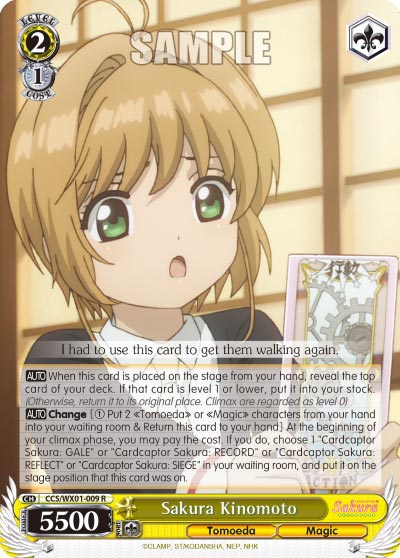 LEVEL
2
1
COST
SAMPLE
行動
ACTION
I had to use this card to get them walking again.
AUTO When this card is placed on the stage from your hand, reveal the top
card of your deck. If that card is level 1 or lower, put it into your stock.
(Otherwise, return it to its original place. Climax are regarded as level 0)
AUTO Change [① Put 2 «Tomoeda» or «Magic» characters from your hand
into your waiting room & Return this card to your hand] At the beginning of
your climax phase, you may pay the cost. If you do, choose 1 "Cardcaptor
Sakura: GALE" or "Cardcaptor Sakura: RECORD" or "Cardcaptor Sakura:
REFLECT" or "Cardcaptor Sakura: SIEGE" in your waiting room, and put it on the
stage position that this card was on.
CH CCS/WX01-009 R
POWER
5500
SOUL
Sakura Kinomoto
Sakura
Tomoeda
Magic
©CLAMP, ST/KODANSHA, NEP, NHK